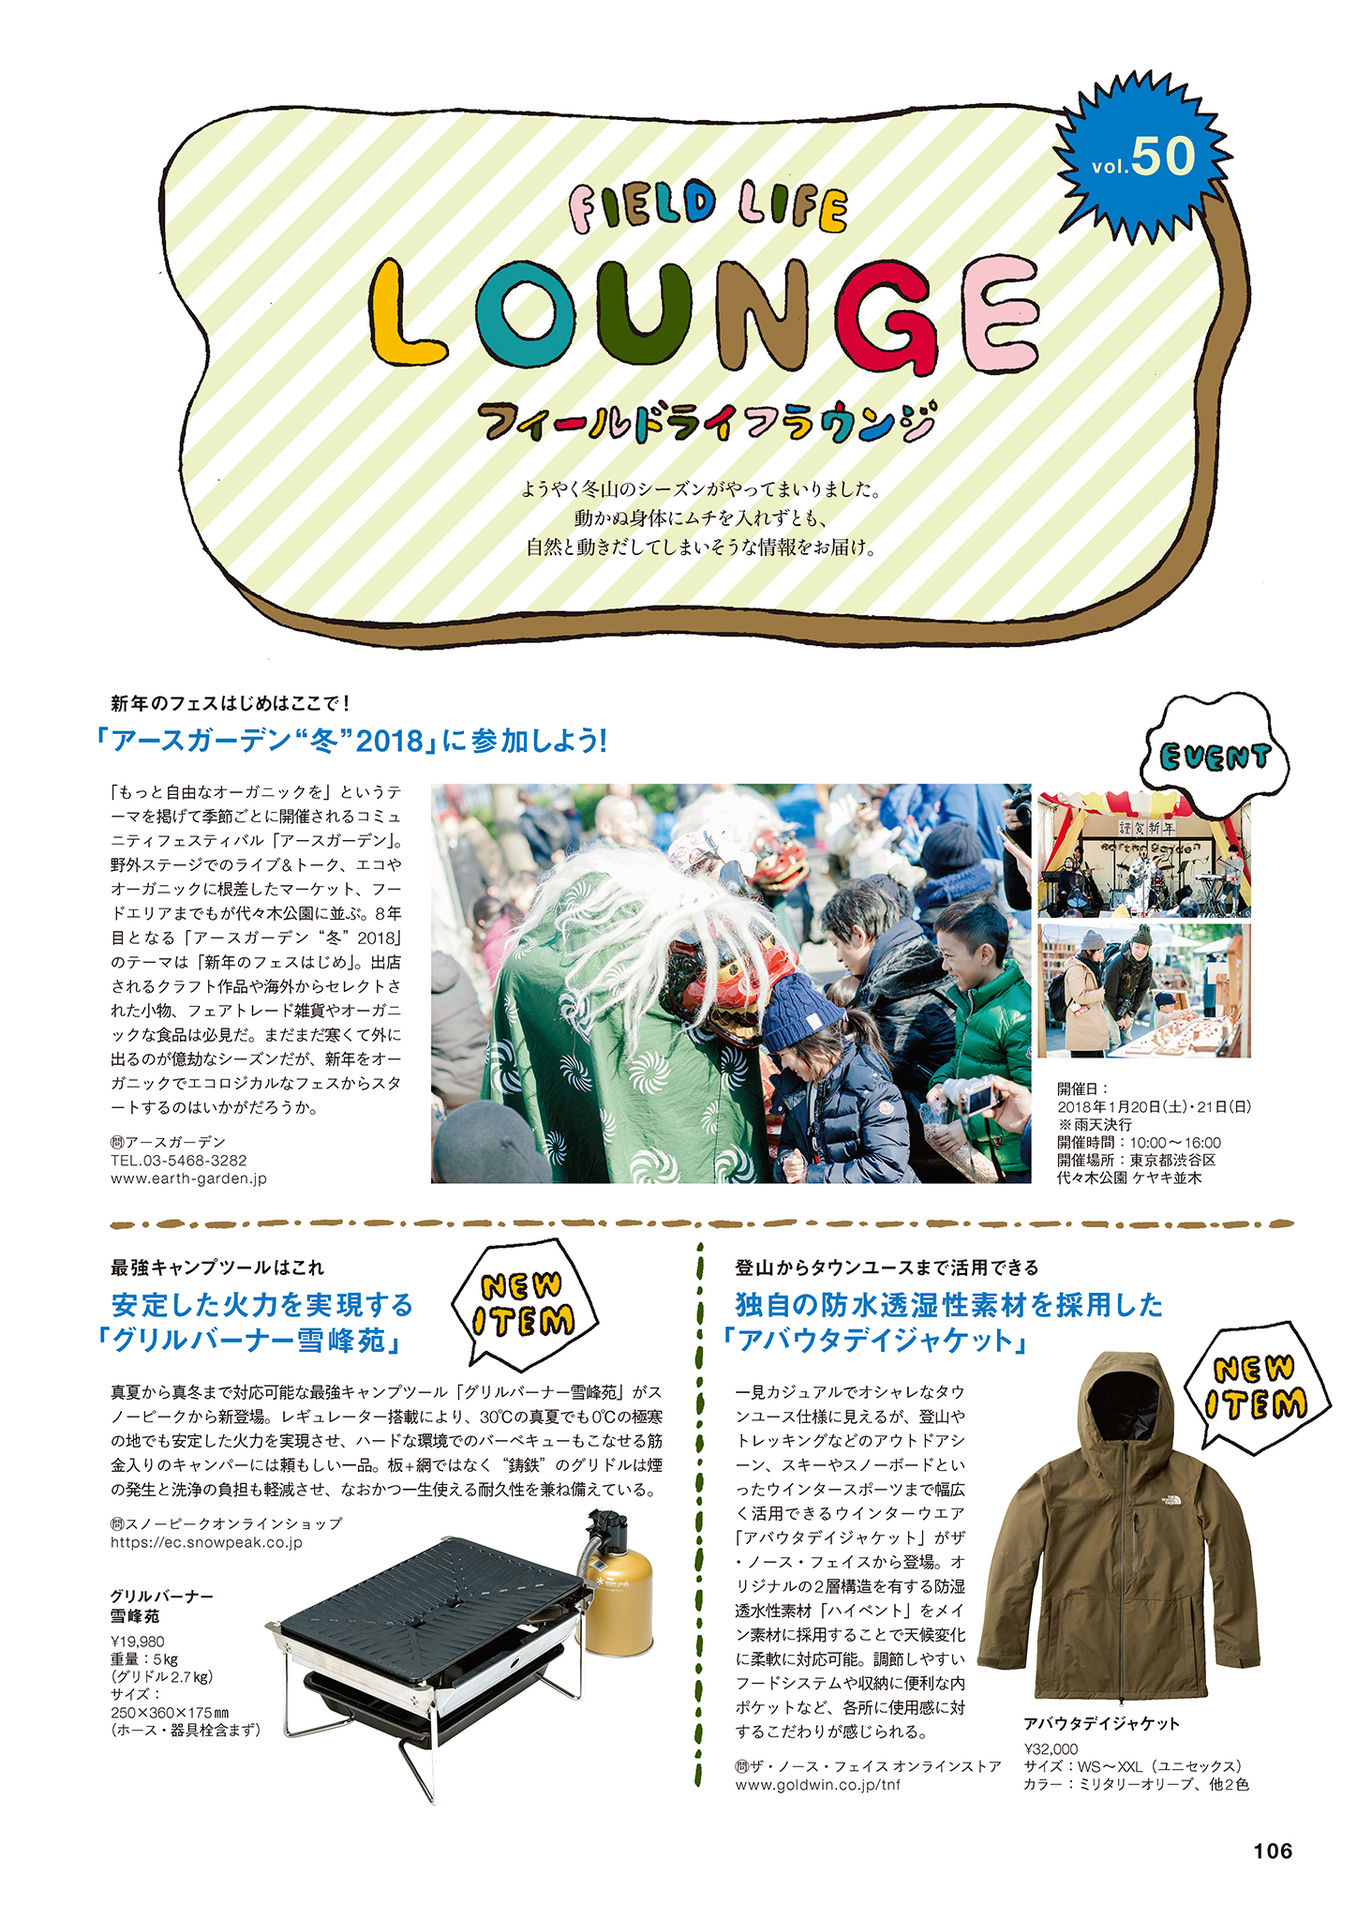 vol.50
FIELD LIFE
LOUNGE
フィールドライフラウンジ
ようやく冬山のシーズンがやってまいりました。
動かぬ身体にムチを入れずとも、
自然と動きだしてしまいそうな情報をお届け。
新年のフェスはじめはここで!
「アースガーデン“冬”2018」に参加しよう!
EVENT
「もっと自由なオーガニックを」というテ
ーマを掲げて季節ごとに開催されるコミュ
ニティフェスティバル「アースガーデン」。
野外ステージでのライブ&トーク、エコや
オーガニックに根差したマーケット、フー
ドエリアまでもが代々木公園に並ぶ。8年
目となる「アースガーデン “冬” 2018」
のテーマは「新年のフェスはじめ」。出店
されるクラフト作品や海外からセレクトさ
れた小物、フェアトレード雑貨やオーガニ
ックな食品は必見だ。まだまだ寒くて外に
出るのが億劫なシーズンだが、新年をオー
ガニックでエコロジカルなフェスからスタ
ートするのはいかがだろうか。
㉄アースガーデン
TEL.03-5468-3282
www.earth-garden.jp
謹賀新年
earth garden
開催日：
2018年1月20日(土)・21日(日)
※雨天決行
開催時間：10:00〜16:00
開催場所：東京都渋谷区
代々木公園 ケヤキ並木
最強キャンプツールはこれ
安定した火力を実現する
「グリルバーナー雪峰苑」
NEW
ITEM
真夏から真冬まで対応可能な最強キャンプツール「グリルバーナー雪峰苑」がス
ノーピークから新登場。レギュレーター搭載により、30℃の真夏でも0℃の極寒
の地でも安定した火力を実現させ、ハードな環境でのバーベキューもこなせる筋
金入りのキャンパーには頼もしい一品。板+網ではなく “鋳鉄” のグリドルは煙
の発生と洗浄の負担も軽減させ、なおかつ一生使える耐久性を兼ね備えている。
㉄スノーピークオンラインショップ
https://ec.snowpeak.co.jp
グリルバーナー
雪峰苑
¥19,980
重量：5kg
(グリドル2.7kg)
サイズ：
250×360×175㎜
(ホース・器具栓含まず)
snow peak
登山からタウンユースまで活用できる
独自の防水透湿性素材を採用した
「アバウタデイジャケット」
NEW
ITEM
一見カジュアルでオシャレなタウ
ンユース仕様に見えるが、登山や
トレッキングなどのアウトドアシ
ーン、スキーやスノーボードとい
ったウインタースポーツまで幅広
く活用できるウインターウエア
「アバウタデイジャケット」がザ
・ノース・フェイスから登場。オ
リジナルの2層構造を有する防湿
透水性素材「ハイベント」をメイ
ン素材に採用することで天候変化
に柔軟に対応可能。調節しやすい
フードシステムや収納に便利な内
ポケットなど、各所に使用感に対
するこだわりが感じられる。
㉄ザ・ノース・フェイス オンラインストア
www.goldwin.co.jp/tnf
THE NORTH FACE
アバウタデイジャケット
¥32,000
サイズ：WS〜XXL（ユニセックス）
カラー：ミリタリーオリーブ、他2色
106